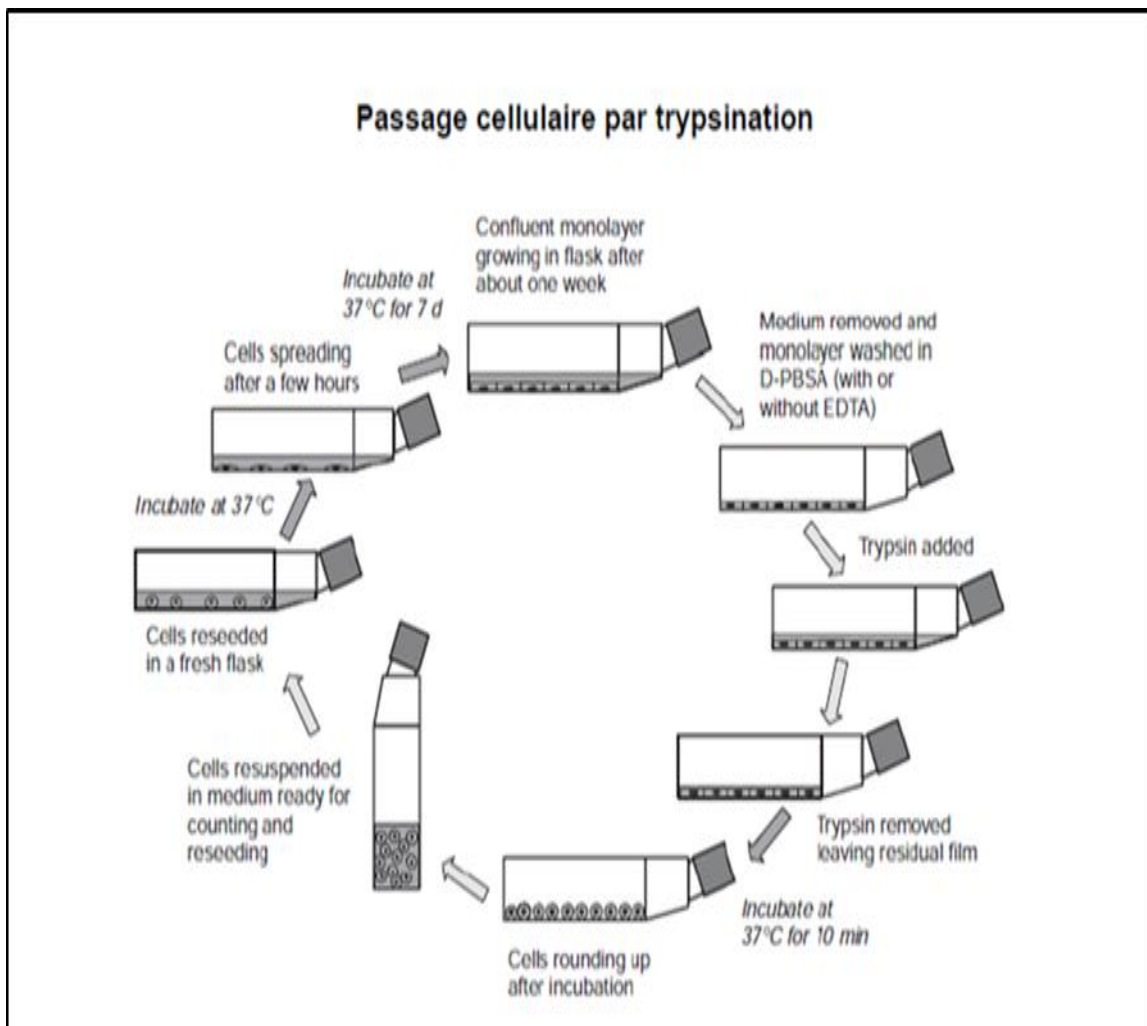 Passage cellulaire par trypsination
Confluent monolayer
growing in flask after
about one week
Medium removed and
monolayer washed in
D-PBSA (with or
without EDTA)
Trypsin added
Trypsin removed
leaving residual film
Incubate at
37°C for 10 min
Cells rounding up
after incubation
Cells resuspended
in medium ready for
counting and
reseeding
Cells reseeded
in a fresh flask
Incubate at 37°C
Cells spreading
after a few hours
Incubate at
37°C for 7 d